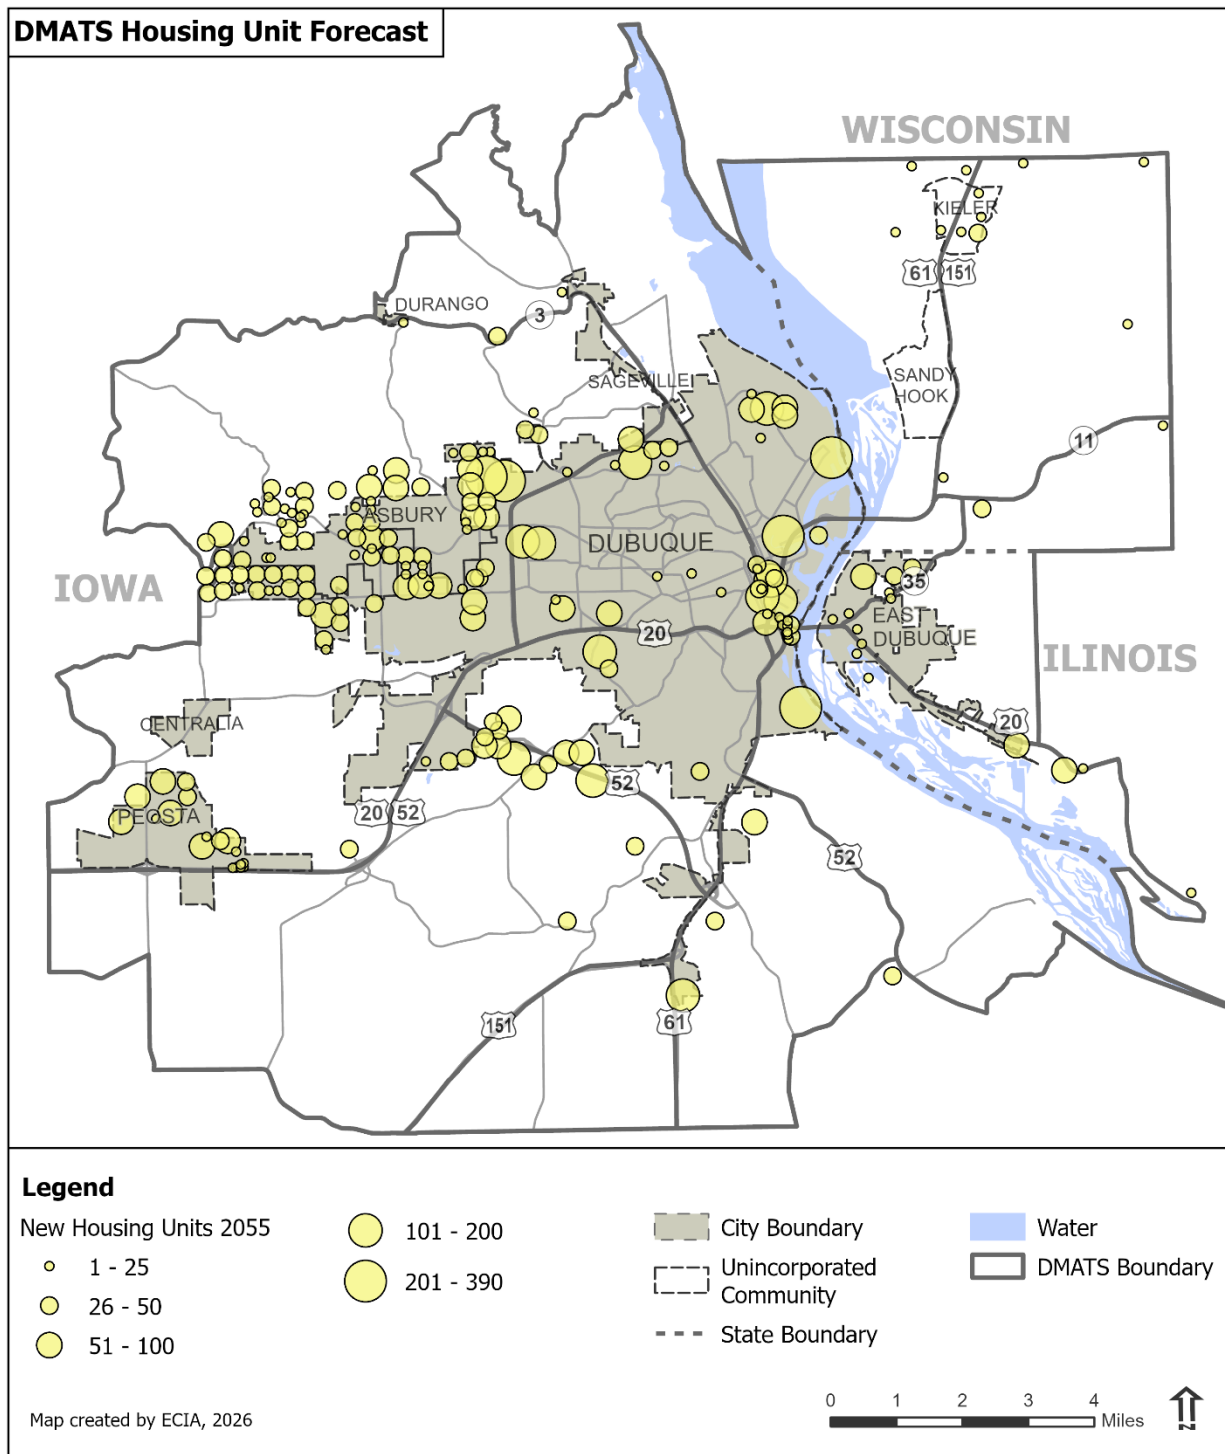 DMATS Housing Unit Forecast
WISCONSIN
KIELER
61
151
DURANGO
3
SAGEVILLE
SANDY
HOOK
11
ASBURY
DUBUQUE
IOWA
35
EAST
DUBUQUE
20
ILINOIS
CENTRALIA
20
52
20
52
PEOSTA
52
151
61
Legend
New Housing Units 2055
1 - 25
26 - 50
51 - 100
101 - 200
201 - 390
City Boundary
Unincorporated
Community
State Boundary
Water
DMATS Boundary
Map created by ECIA, 2026
0 1 2 3 4
Miles
N